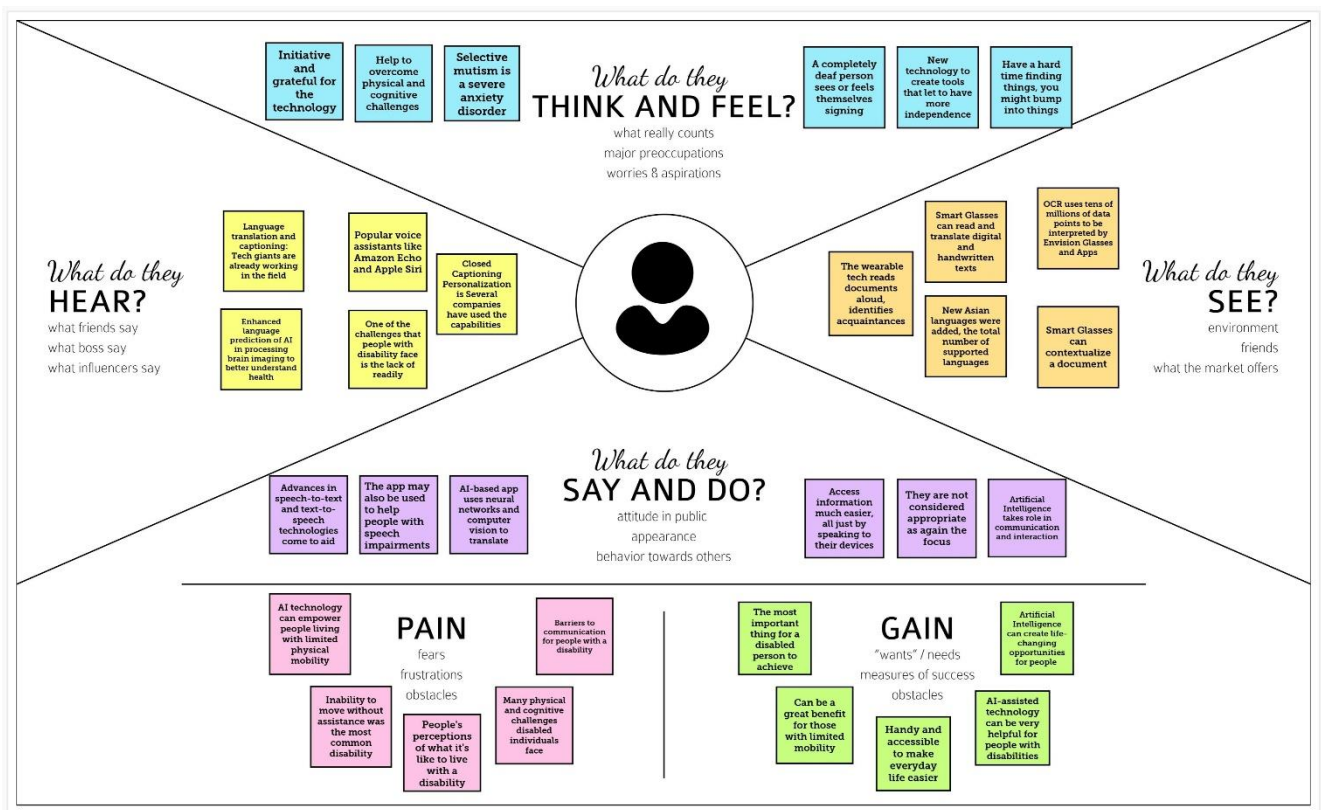 What do they
THINK AND FEEL?
what really counts
major preoccupations
worries & aspirations
Initiative
and
grateful for
the
technology
Help to
overcome
physical and
cognitive
challenges
Selective
mutism is
a severe
anxiety
disorder
A completely
deaf person
sees or feels
themselves
signing
New
technology to
create tools
that let to have
more
independence
Have a hard
time finding
things, you
might bump
into things
What do they
HEAR?
what friends say
what boss say
what influencers say
Language
translation and
captioning:
Tech giants are
already working
in the field
Popular voice
assistants like
Amazon Echo
and Apple Siri
Closed
Captioning
Personalization
is Several
companies
have used the
capabilities
Enhanced
language
prediction of AI
in processing
brain imaging to
better understand
health
One of the
challenges that
people with
disability face
is the lack of
readily
What do they
SEE?
environment
friends
what the market offers
The wearable
tech reads
documents
aloud,
identifies
acquaintances
Smart Glasses
can read and
translate digital
and
handwritten
texts
OCR uses tens of
millions of data
points to be
interpreted by
Envision Glasses
and Apps
New Asian
languages were
added, the total
number of
supported
languages
Smart Glasses
can
contextualize
a document
What do they
SAY AND DO?
attitude in public
appearance
behavior towards others
Advances in
speech-to-text
and text-to-
speech
technologies
come to aid
The app may
also be used
to help
people with
speech
impairments
AI-based app
uses neural
networks and
computer
vision to
translate
Access
information
much easier,
all just by
speaking to
their devices
They are not
considered
appropriate
as again the
focus
Artificial
Intelligence
takes role in
communication
and interaction
PAIN
fears
frustrations
obstacles
AI technology
can empower
people living
with limited
physical
mobility
Barriers to
communication
for people with a
disability
Inability to
move without
assistance was
the most
common
disability
People's
perceptions
of what it's
like to live
with a
disability
Many physical
and cognitive
challenges
disabled
individuals
face
GAIN
"wants" / needs
measures of success
obstacles
The most
important
thing for a
disabled
person to
achieve
Artificial
Intelligence
can create life-
changing
opportunities
for people
Can be a
great benefit
for those
with limited
mobility
Handy and
accessible
to make
everyday
life easier
AI-assisted
technology
can be very
helpful for
people with
disabilities